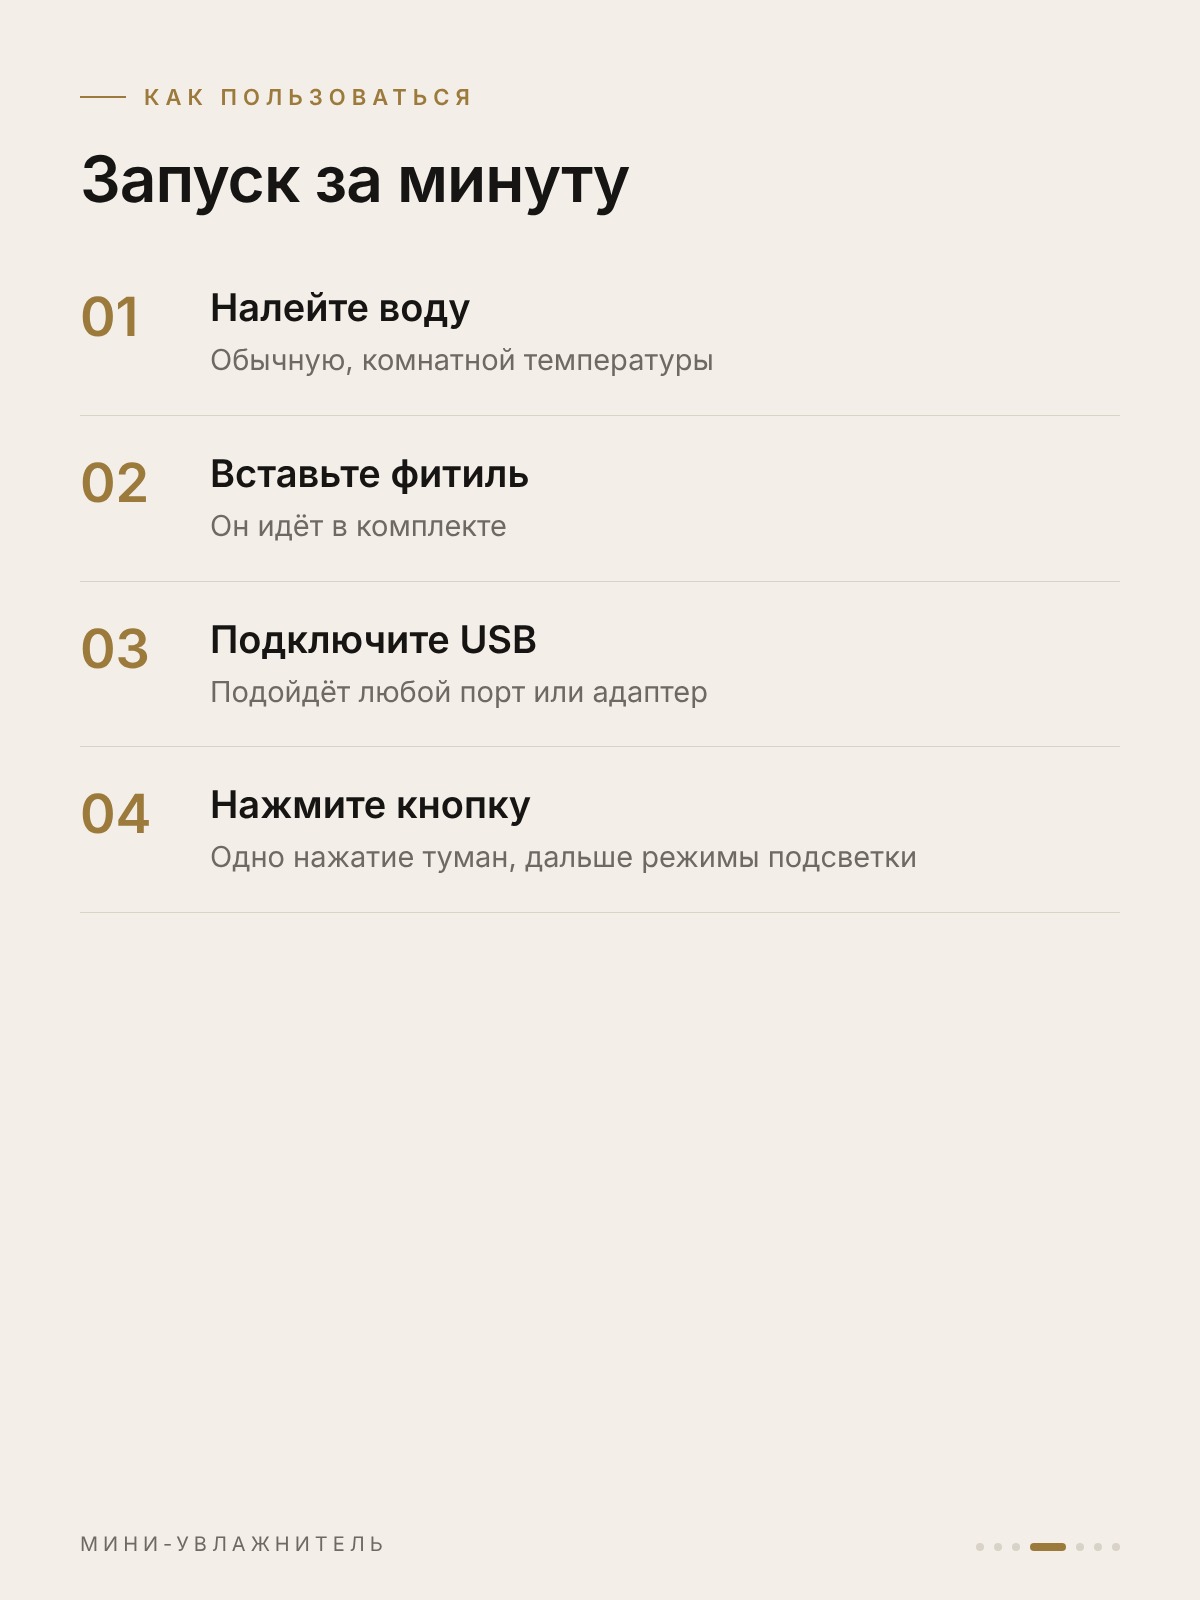 КАК ПОЛЬЗОВАТЬСЯ
Запуск за минуту
01
Налейте воду
Обычную, комнатной температуры
02
Вставьте фитиль
Он идёт в комплекте
03
Подключите USB
Подойдёт любой порт или адаптер
04
Нажмите кнопку
Одно нажатие туман, дальше режимы подсветки
МИНИ-УВЛАЖНИТЕЛЬ